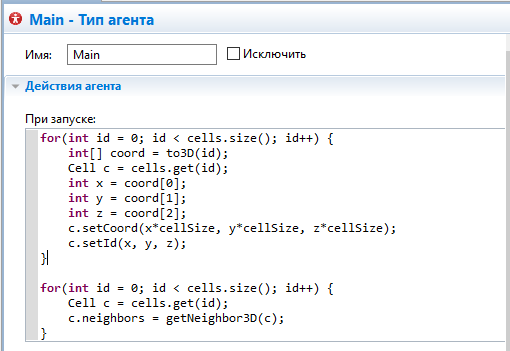 Main - Тип агента
Имя: Main Исключить
Действия агента
При запуске:
for(int id = 0; id < cells.size(); id++) {
    int[] coord = to3D(id);
    Cell c = cells.get(id);
    int x = coord[0];
    int y = coord[1];
    int z = coord[2];
    c.setCoord(x*cellSize, y*cellSize, z*cellSize);
    c.setId(x, y, z);
}

for(int id = 0; id < cells.size(); id++) {
    Cell c = cells.get(id);
    c.neighbors = getNeighbor3D(c);
}